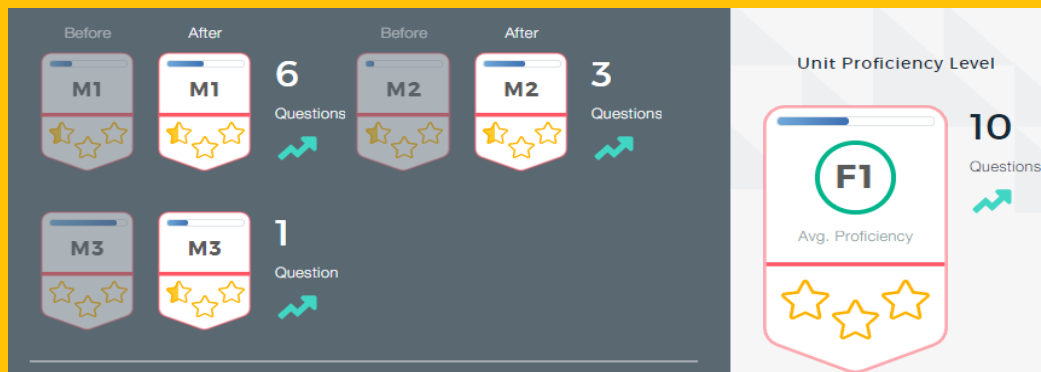 Before After Before After
M1 M1 6 Questions M2 M2 3 Questions
M3 M3 1 Question
Unit Proficiency Level
F1 10 Questions
Avg. Proficiency